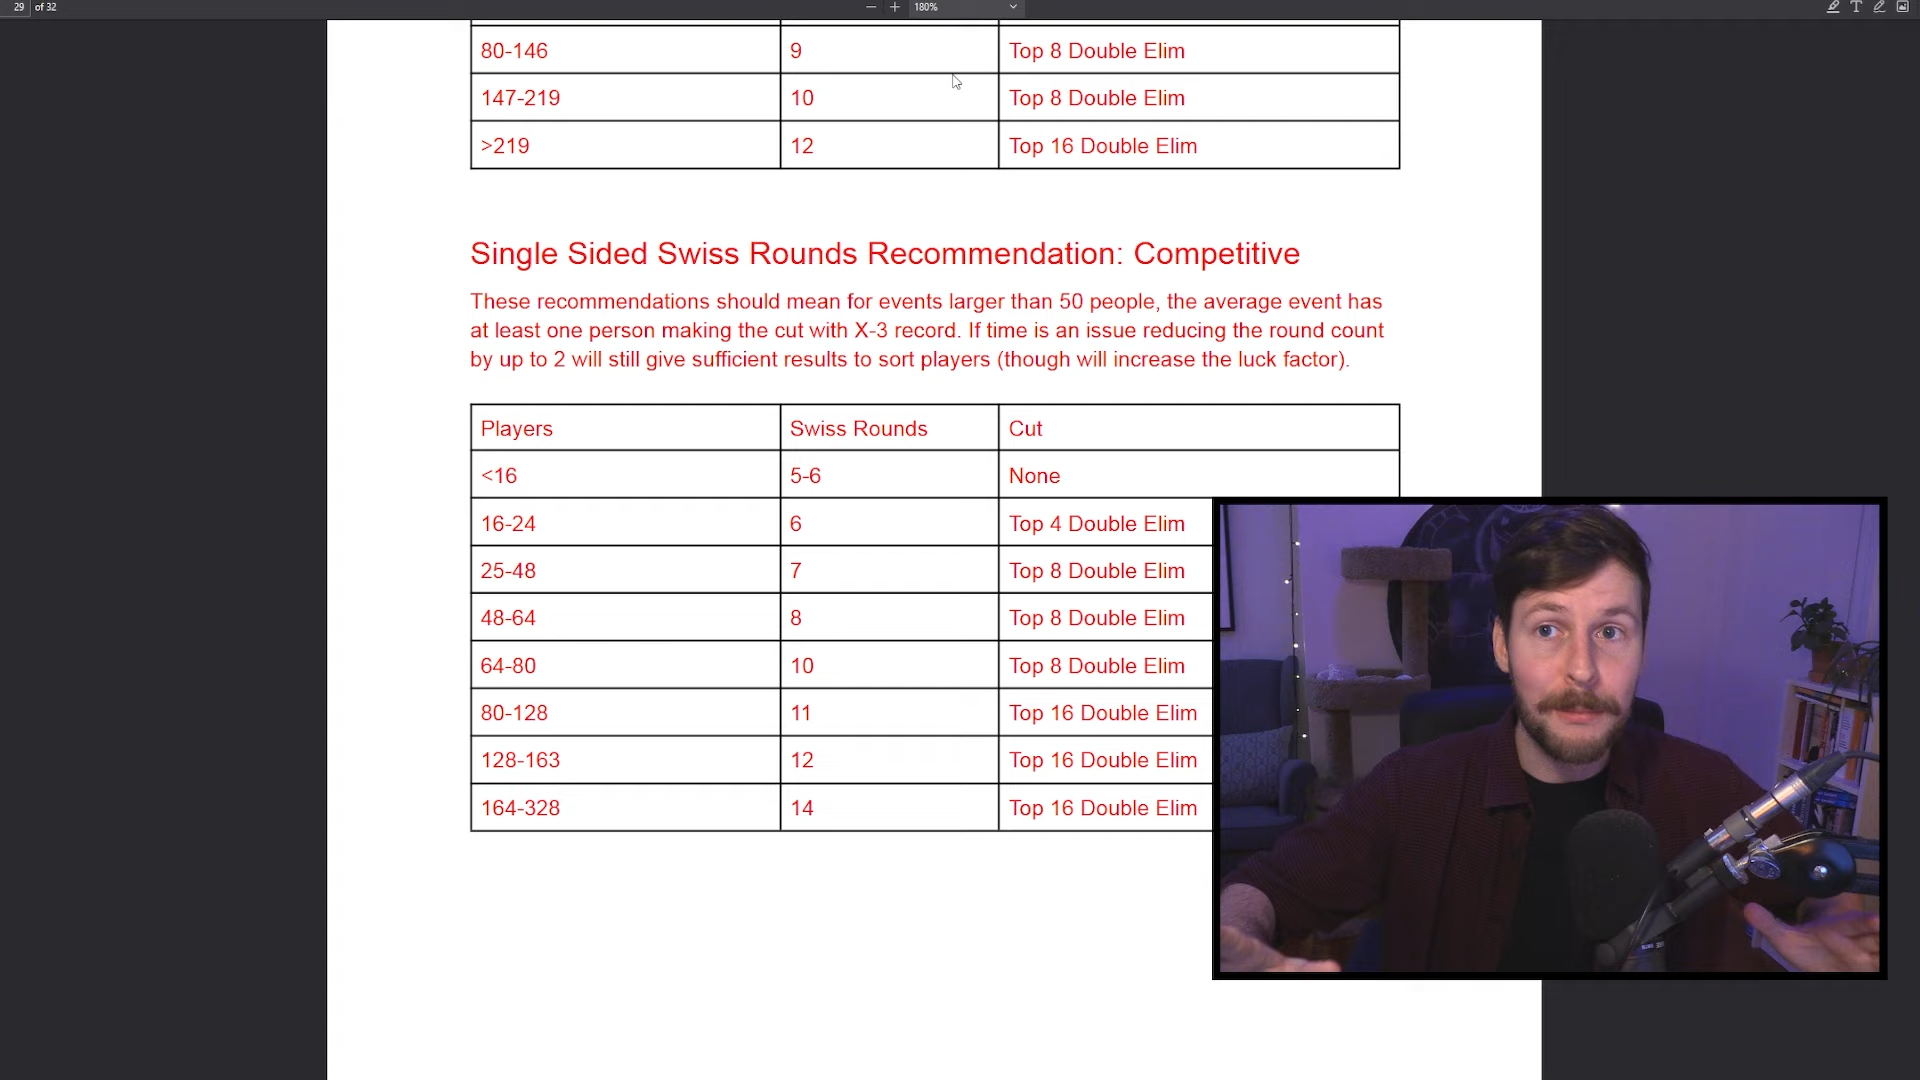 29 of 32
180%
80-146 9 Top 8 Double Elim
147-219 10 Top 8 Double Elim
>219 12 Top 16 Double Elim
Single Sided Swiss Rounds Recommendation: Competitive
These recommendations should mean for events larger than 50 people, the average event has
at least one person making the cut with X-3 record. If time is an issue reducing the round count
by up to 2 will still give sufficient results to sort players (though will increase the luck factor).
Players Swiss Rounds Cut
<16 5-6 None
16-24 6 Top 4 Double Elim
25-48 7 Top 8 Double Elim
48-64 8 Top 8 Double Elim
64-80 10 Top 8 Double Elim
80-128 11 Top 16 Double Elim
128-163 12 Top 16 Double Elim
164-328 14 Top 16 Double Elim